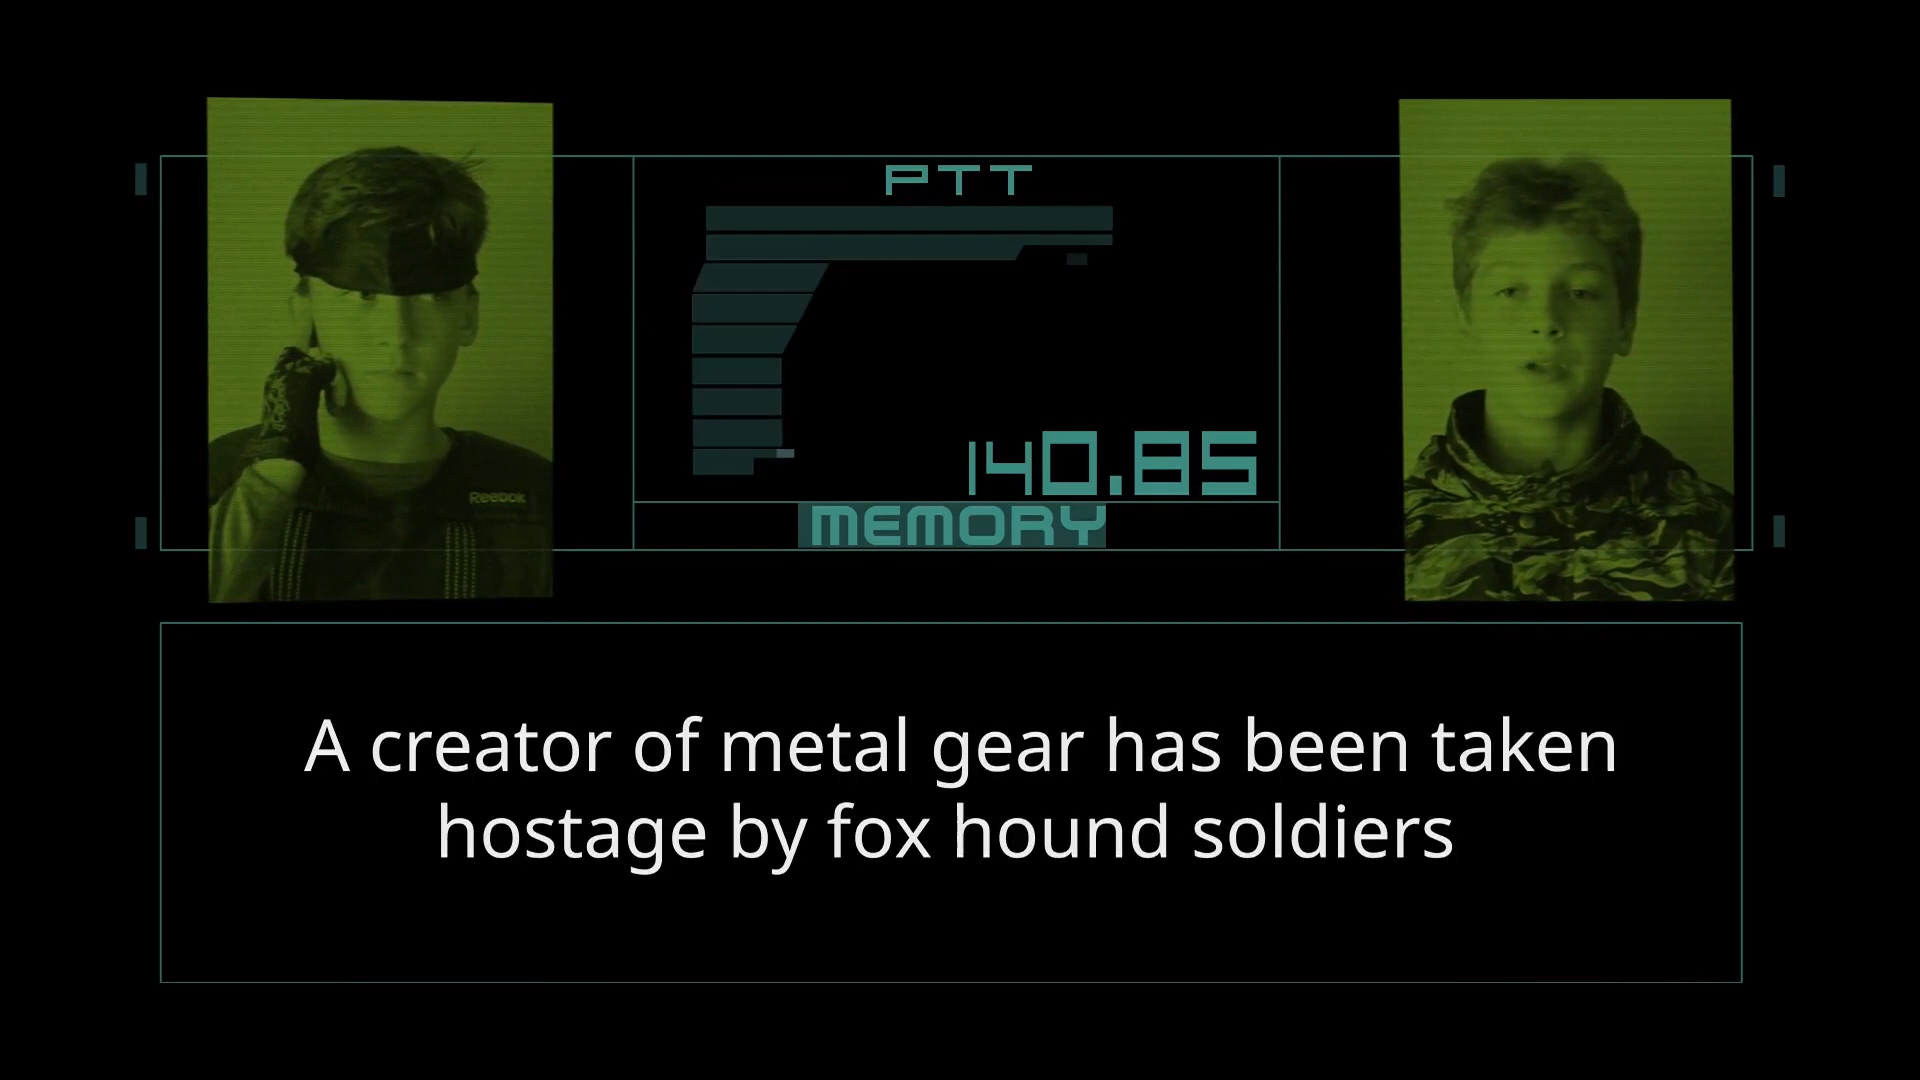 PTT
140.85
MEMORY
Reebok
A creator of metal gear has been taken
hostage by fox hound soldiers